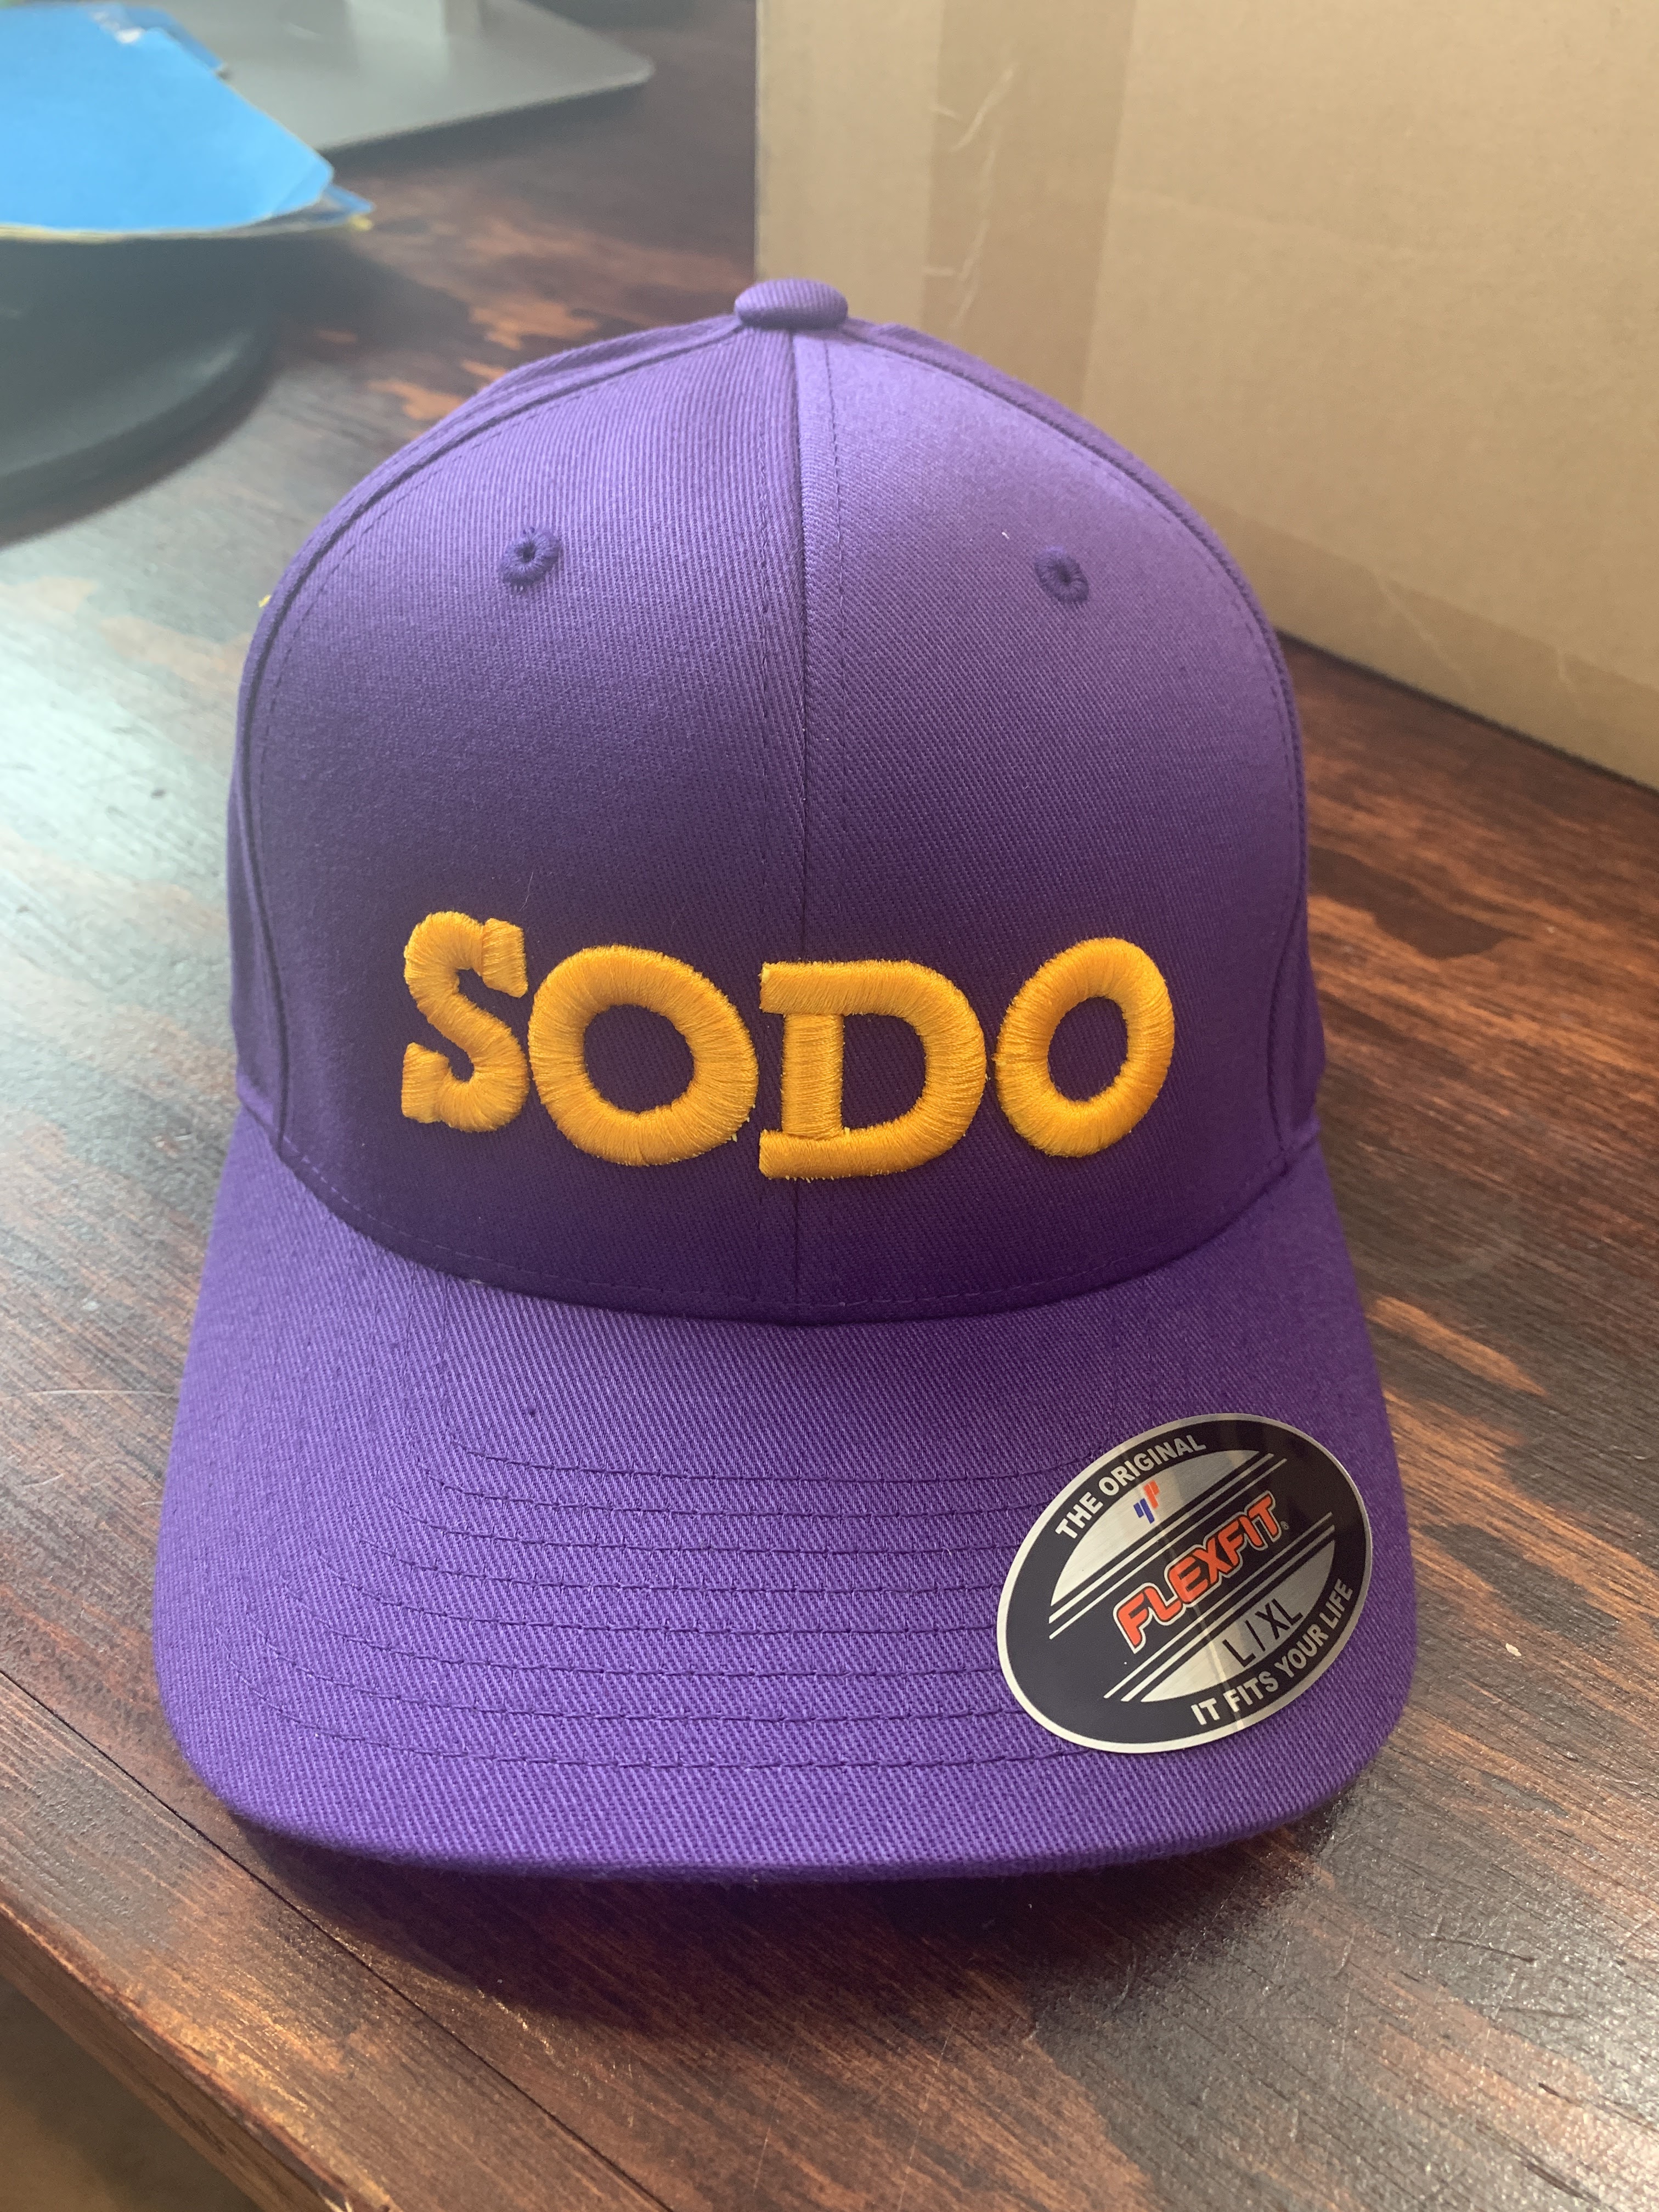 SODO
THE ORIGINAL
FLEXFIT®
L/XL
IT FITS YOUR LIFE